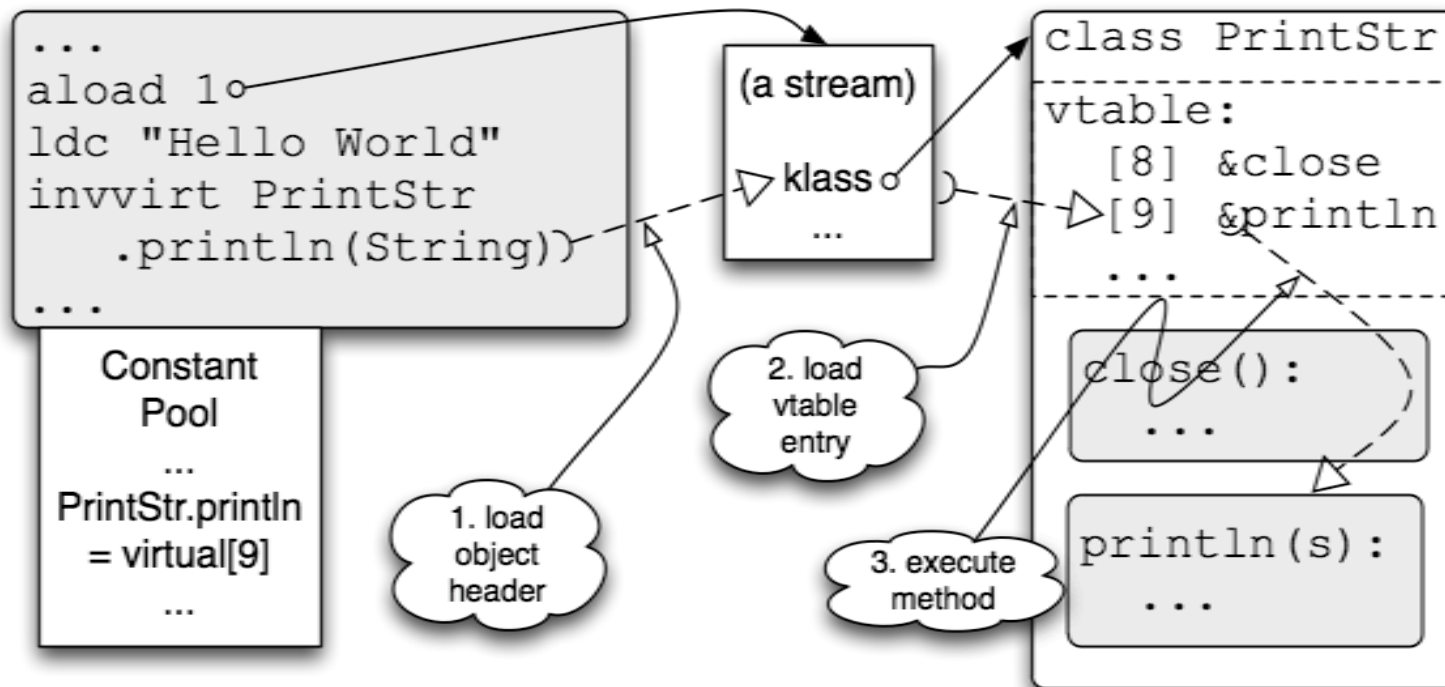 ...
aload 1
ldc "Hello World"
invvirt PrintStr
.println(String)
...
Constant
Pool
...
PrintStr.println
= virtual[9]
...
(a stream)
klass
...
1. load
object
header
2. load
vtable
entry
3. execute
method
class PrintStr
vtable:
[8] &close
[9] &println
...
close():
...
println(s):
...